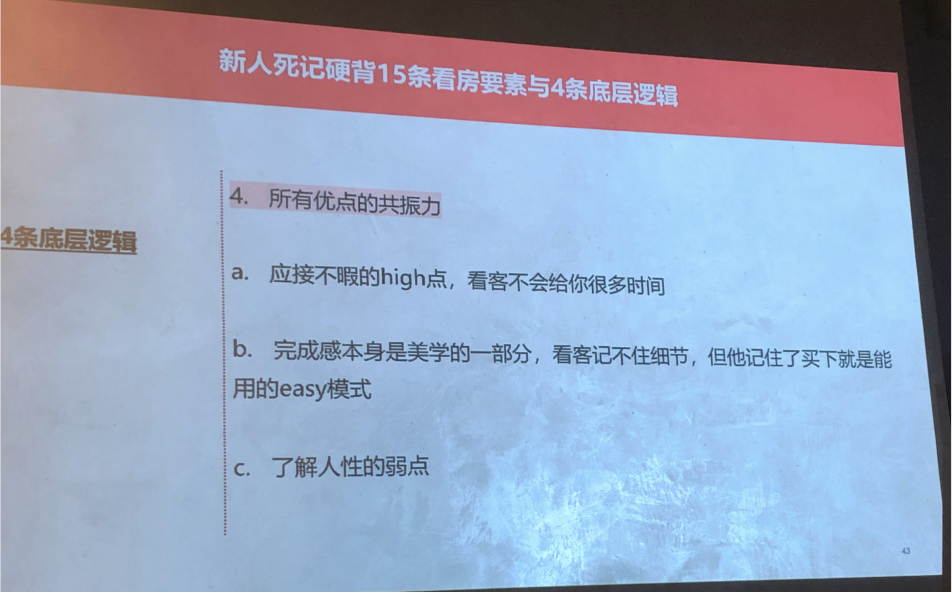 新人死记硬背15条看房要素与4条底层逻辑
4条底层逻辑
4. 所有优点的共振力
a. 应接不暇的high点，看客不会给你很多时间
b. 完成感本身是美学的一部分，看客记不住细节，但他记住了买下就是能
用的easy模式
c. 了解人性的弱点
43